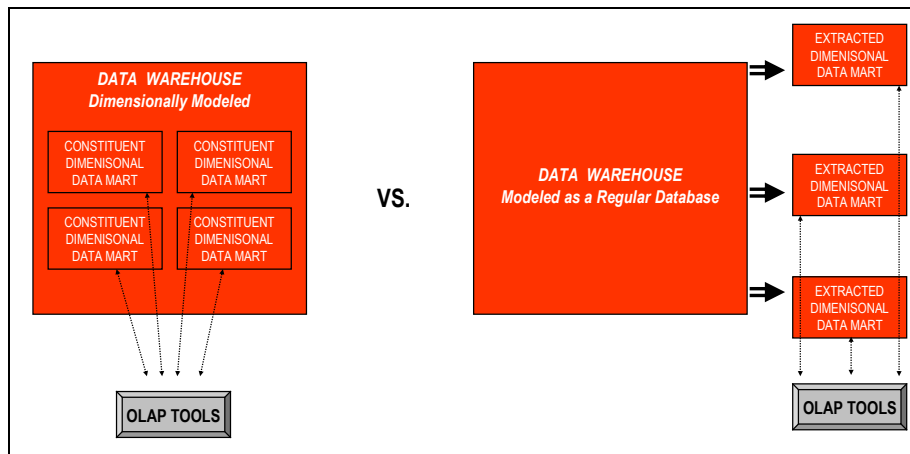 DATA WAREHOUSE
Dimensionally Modeled
CONSTITUENT
DIMENISONAL
DATA MART
CONSTITUENT
DIMENISONAL
DATA MART
CONSTITUENT
DIMENISONAL
DATA MART
CONSTITUENT
DIMENISONAL
DATA MART
OLAP TOOLS
VS.
DATA WAREHOUSE
Modeled as a Regular Database
EXTRACTED
DIMENISONAL
DATA MART
EXTRACTED
DIMENISONAL
DATA MART
EXTRACTED
DIMENISONAL
DATA MART
OLAP TOOLS